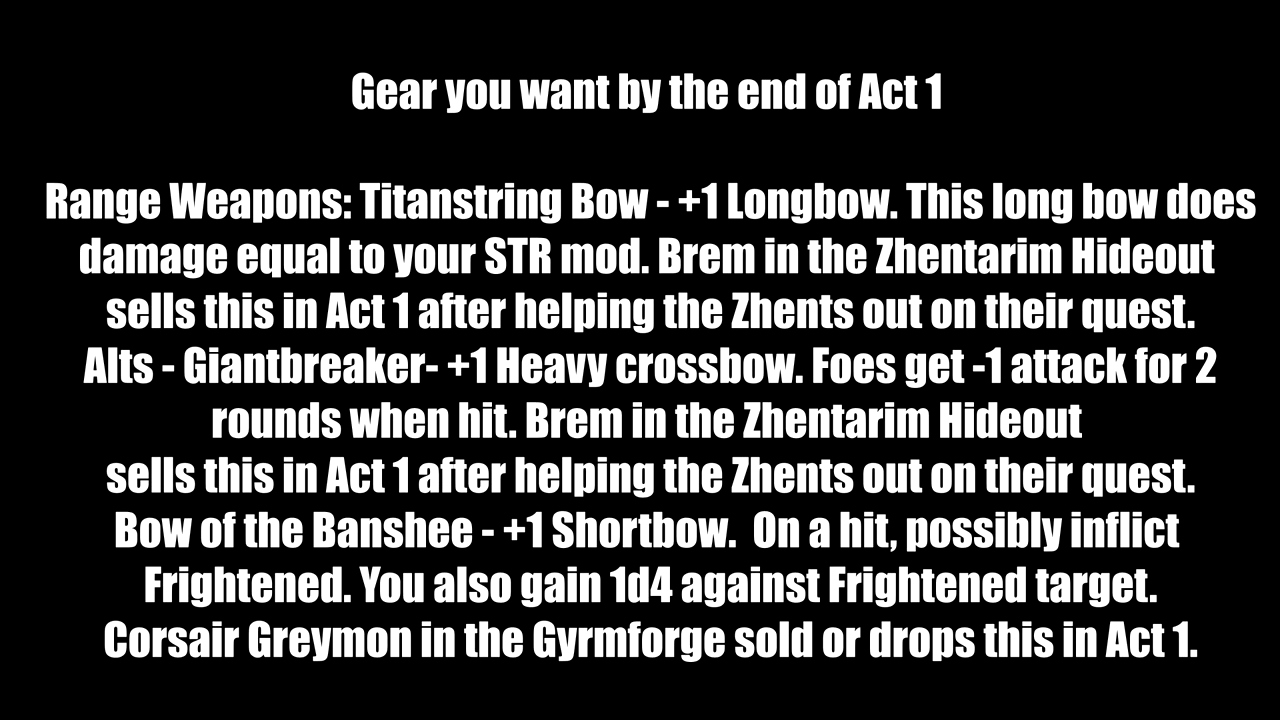 Gear you want by the end of Act 1
Range Weapons: Titanstring Bow - +1 Longbow. This long bow does
damage equal to your STR mod. Brem in the Zhentarim Hideout
sells this in Act 1 after helping the Zhents out on their quest.
Alts - Giantbreaker- +1 Heavy crossbow. Foes get -1 attack for 2
rounds when hit. Brem in the Zhentarim Hideout
sells this in Act 1 after helping the Zhents out on their quest.
Bow of the Banshee - +1 Shortbow.  On a hit, possibly inflict
Frightened. You also gain 1d4 against Frightened target.
Corsair Greymon in the Gyrmforge sold or drops this in Act 1.